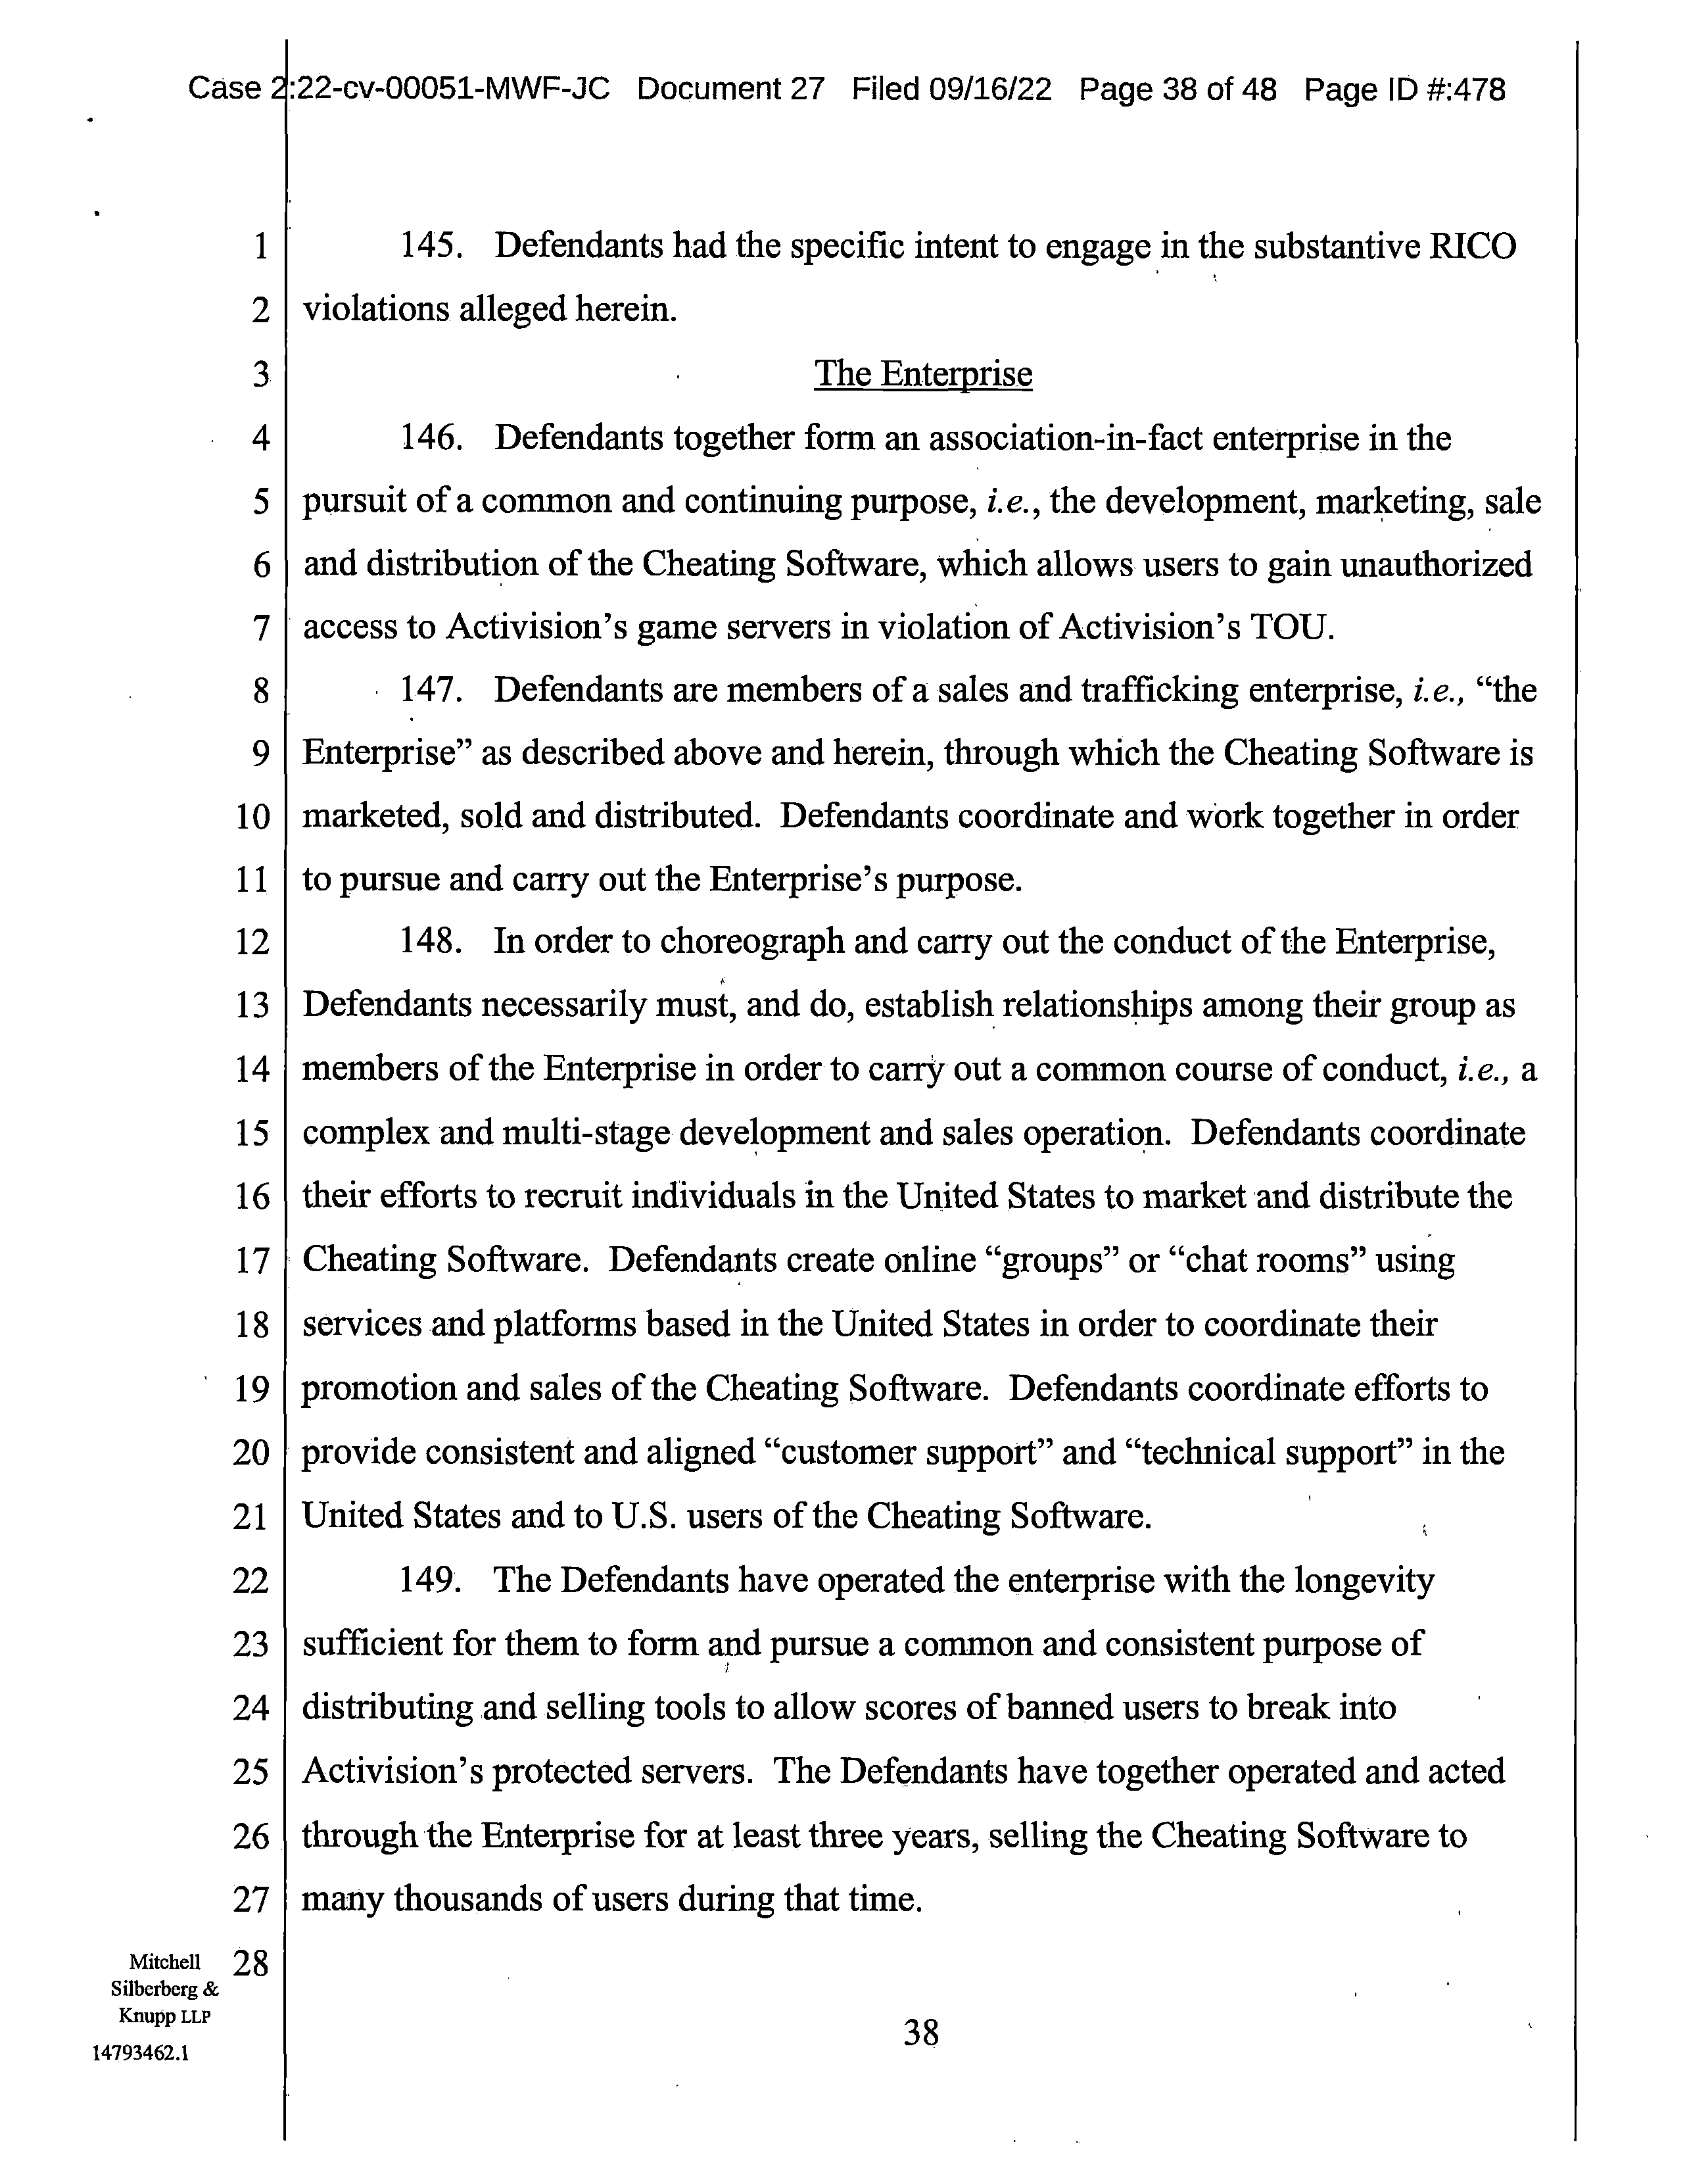 Case 2:22-cv-00051-MWF-JC Document 27 Filed 09/16/22 Page 38 of 48 Page ID #:478
1 145. Defendants had the specific intent to engage in the substantive RICO
2 violations alleged herein.
3 The Enterprise
4 146. Defendants together form an association-in-fact enterprise in the
5 pursuit of a common and continuing purpose, i.e., the development, marketing, sale
6 and distribution of the Cheating Software, which allows users to gain unauthorized
7 access to Activision's game servers in violation of Activision's TOU.
8 147. Defendants are members of a sales and trafficking enterprise, i.e., “the
9 Enterprise” as described above and herein, through which the Cheating Software is
10 marketed, sold and distributed. Defendants coordinate and work together in order
11 to pursue and carry out the Enterprise's purpose.
12 148. In order to choreograph and carry out the conduct of the Enterprise,
13 Defendants necessarily must, and do, establish relationships among their group as
14 members of the Enterprise in order to carry out a common course of conduct, i.e., a
15 complex and multi-stage development and sales operation. Defendants coordinate
16 their efforts to recruit individuals in the United States to market and distribute the
17 Cheating Software. Defendants create online “groups” or “chat rooms” using
18 services and platforms based in the United States in order to coordinate their
19 promotion and sales of the Cheating Software. Defendants coordinate efforts to
20 provide consistent and aligned “customer support” and “technical support” in the
21 United States and to U.S. users of the Cheating Software.
22 149. The Defendants have operated the enterprise with the longevity
23 sufficient for them to form and pursue a common and consistent purpose of
24 distributing and selling tools to allow scores of banned users to break into
25 Activision's protected servers. The Defendants have together operated and acted
26 through the Enterprise for at least three years, selling the Cheating Software to
27 many thousands of users during that time.
28
Mitchell
Silberberg &
Knupp LLP
14793462.1
38